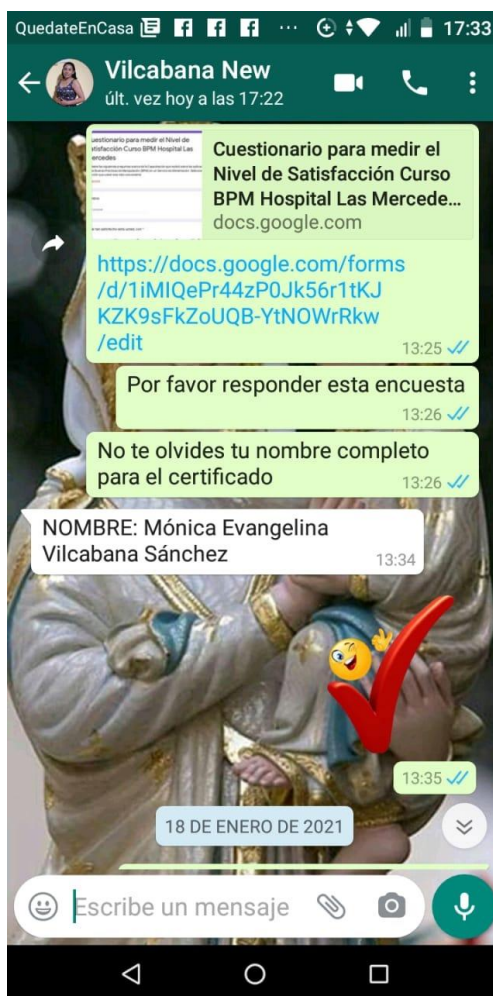 QuedateEnCasa
17:33
Vilcabana New
últ. vez hoy a las 17:22
Cuestionario para medir el
Nivel de Satisfacción Curso
BPM Hospital Las Mercede...
docs.google.com
https://docs.google.com/forms
/d/1iMIQePr44zP0Jk56r1tKJ
KZK9sFkZoUQB-YtNOWrRkw
/edit
13:25
Por favor responder esta encuesta
13:26
No te olvides tu nombre completo
para el certificado
13:26
NOMBRE: Mónica Evangelina
Vilcabana Sánchez
13:34
13:35
18 DE ENERO DE 2021
Escribe un mensaje